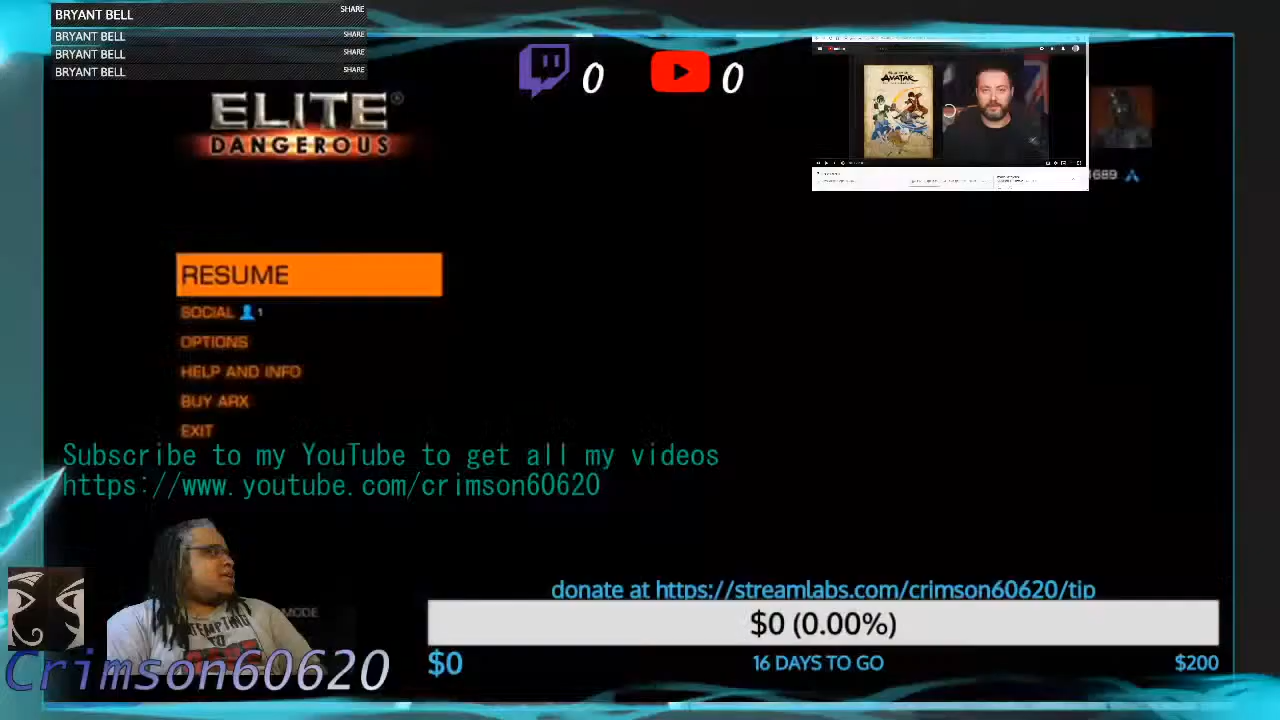 BRYANT BELL SHARE
BRYANT BELL SHARE
BRYANT BELL SHARE
BRYANT BELL SHARE
0 0
AVATAR
ELITE
DANGEROUS
RESUME
SOCIAL 1
OPTIONS
HELP AND INFO
BUY ARX
EXIT
Subscribe to my YouTube to get all my videos
https://www.youtube.com/crimson60620
MODE
Crimson60620
donate at https://streamlabs.com/crimson60620/tip
$0 (0.00%)
$0 16 DAYS TO GO $200